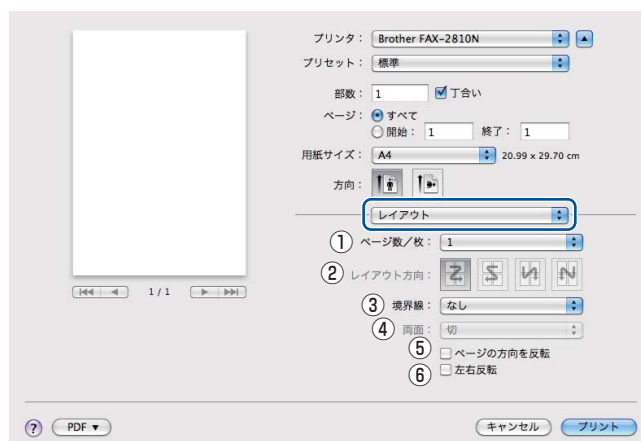 プリンタ： Brother FAX-2810N
プリセット： 標準
部数： 1 丁合い
ページ： すべて
開始： 1 終了： 1
用紙サイズ： A4 20.99 x 29.70 cm
方向：
レイアウト
① ページ数／枚： 1
② レイアウト方向：
③ 境界線： なし
④ 両面： 切
⑤ ページの方向を反転
⑥ 左右反転
1 / 1
? PDF ▼ キャンセル プリント